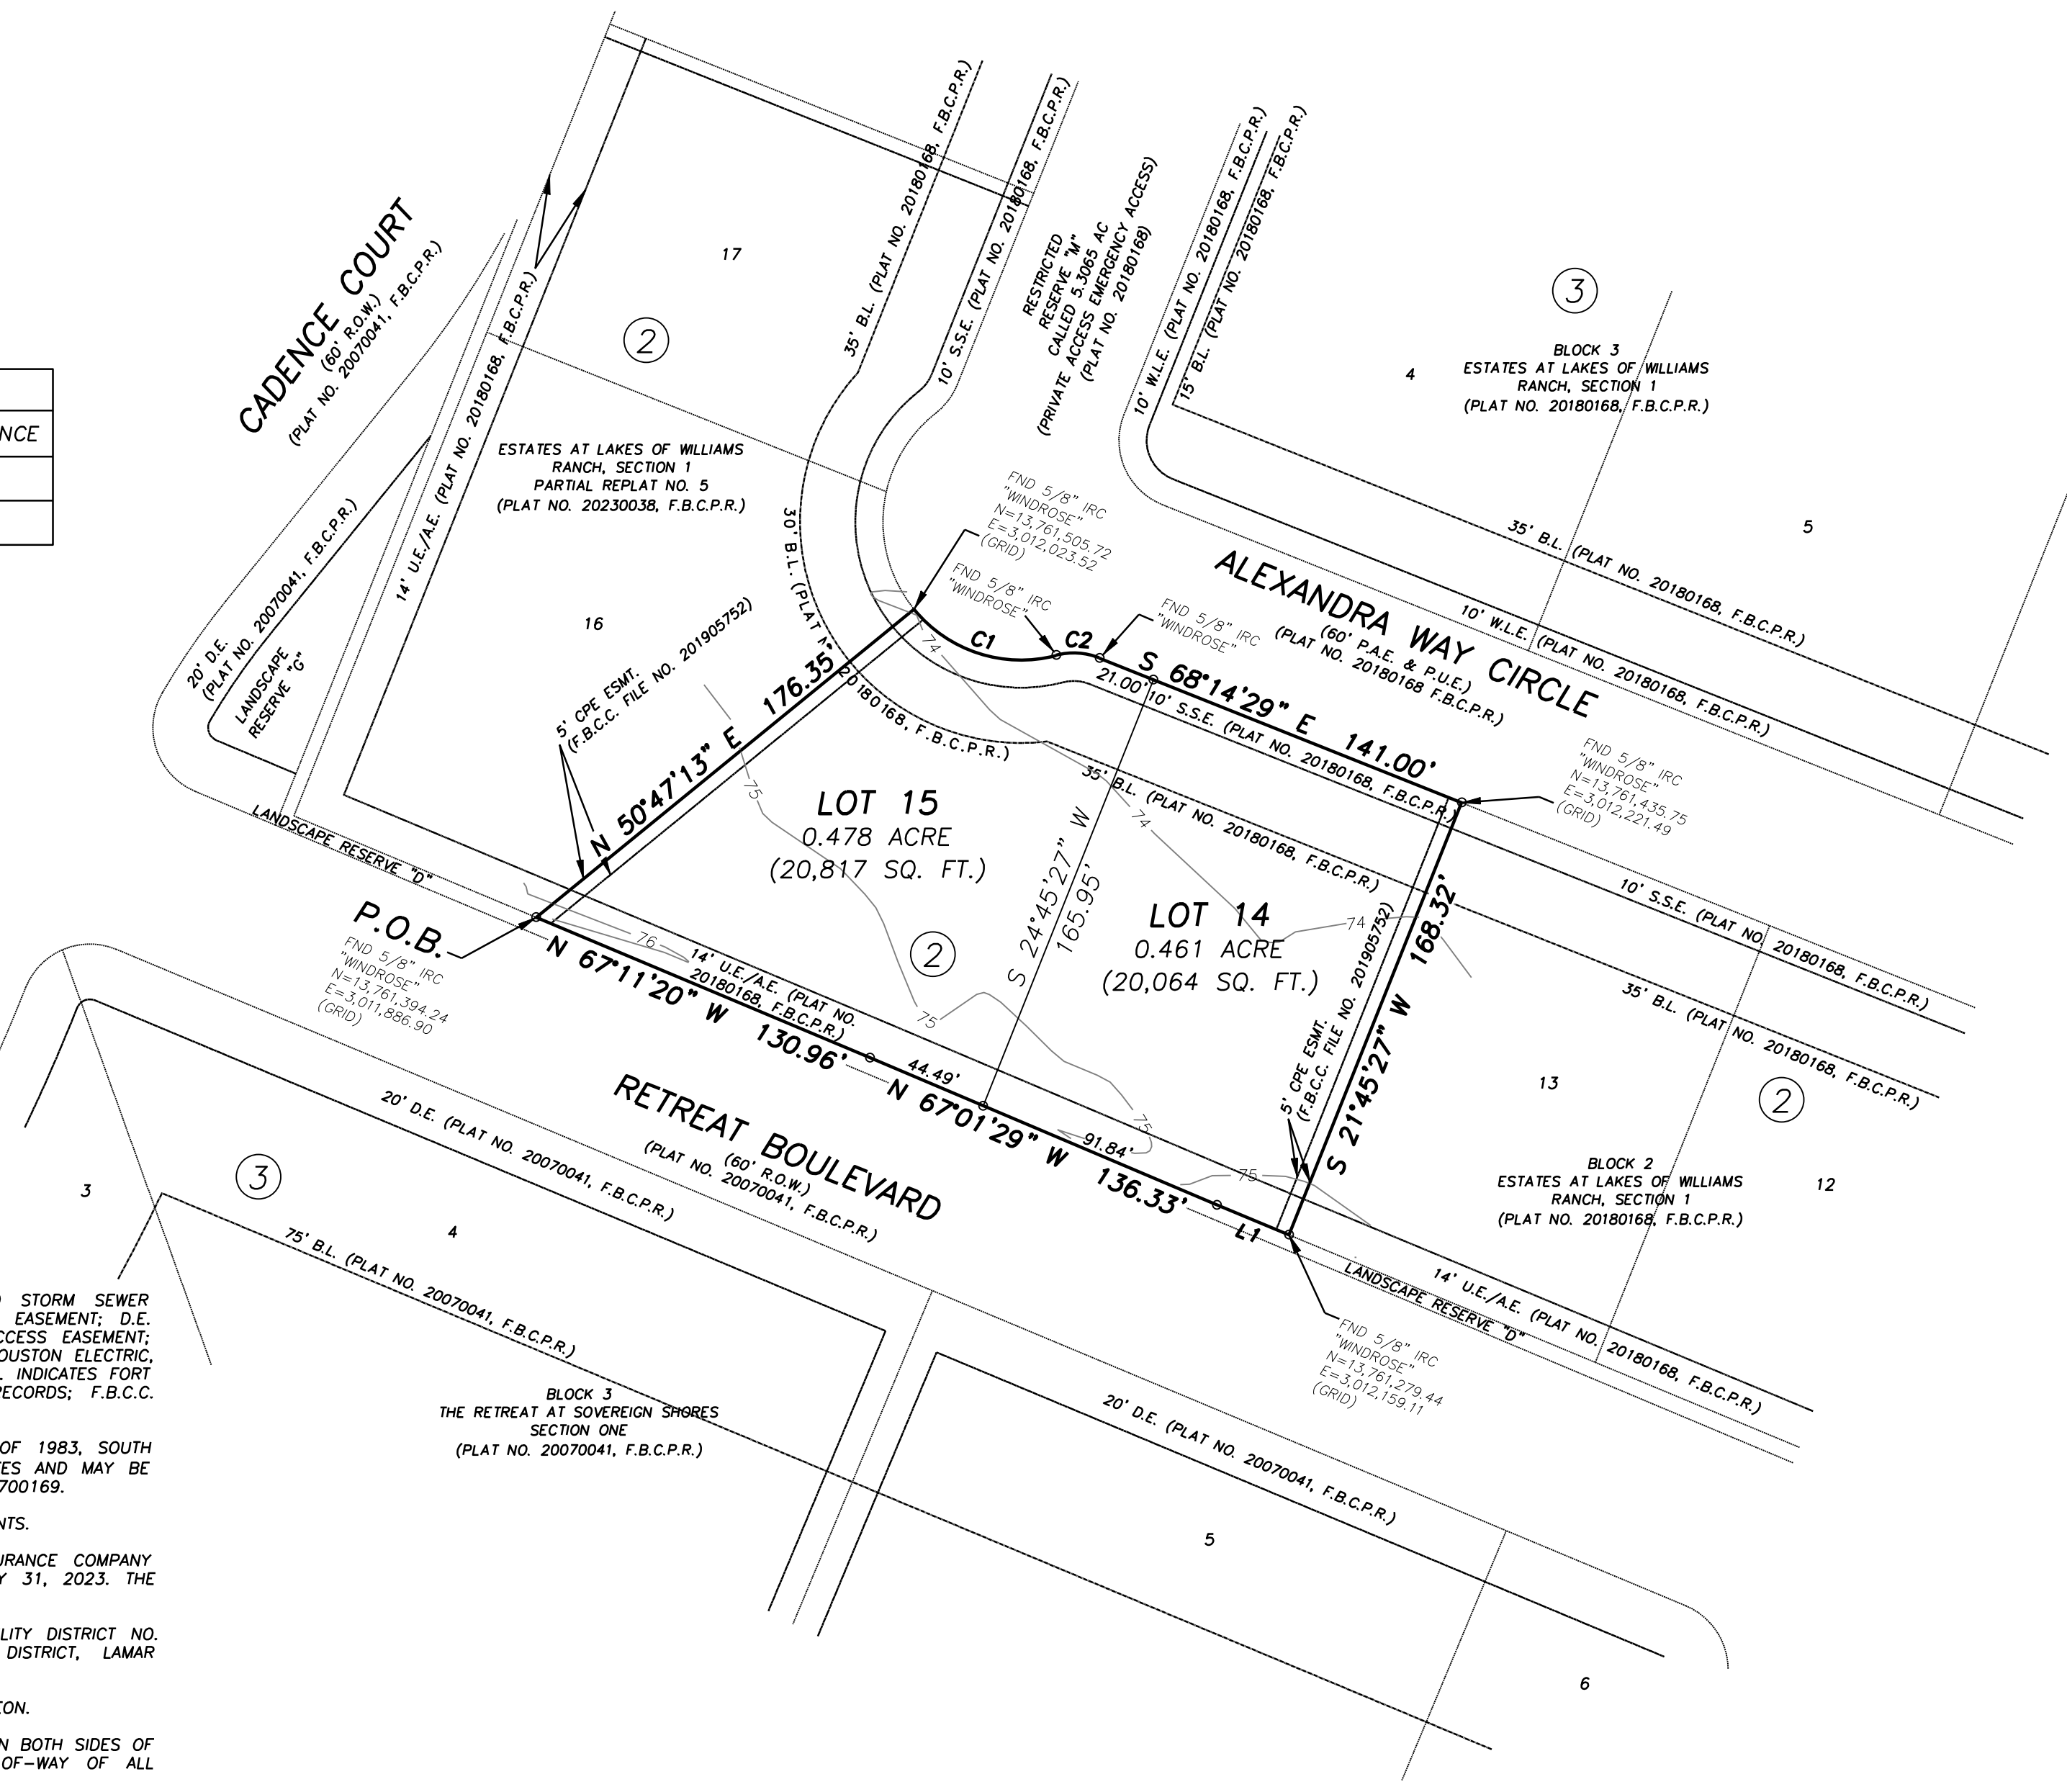 CADENCE COURT
(60' R.O.W.)
(PLAT NO. 20070041, F.B.C.P.R.)
20' D.E.
(PLAT NO. 20070041, F.B.C.P.R.)
LANDSCAPE
RESERVE "G"
14' U.E./A.E. (PLAT NO. 20180168, F.B.C.P.R.)
17
2
35' B.L. (PLAT NO. 20180168, F.B.C.P.R.)
10' S.S.E. (PLAT NO. 20180168, F.B.C.P.R.)
RESTRICTED
RESERVE "M"
CALLED 5.3065 AC
(PRIVATE ACCESS EMERGENCY ACCESS)
(PLAT NO. 20180168)
10' W.L.E. (PLAT NO. 20180168, F.B.C.P.R.)
15' B.L. (PLAT NO. 20180168, F.B.C.P.R.)
3
4
BLOCK 3
ESTATES AT LAKES OF WILLIAMS
RANCH, SECTION 1
(PLAT NO. 20180168, F.B.C.P.R.)
5
35' B.L. (PLAT NO. 20180168, F.B.C.P.R.)
10' W.L.E. (PLAT NO. 20180168, F.B.C.P.R.)
NCE
ESTATES AT LAKES OF WILLIAMS
RANCH, SECTION 1
PARTIAL REPLAT NO. 5
(PLAT NO. 20230038, F.B.C.P.R.)
16
30' B.L. (PLAT NO. 20180168, F.B.C.P.R.)
FND 5/8" IRC
"WINDROSE"
N=13,761,505.72
E=3,012,023.52
(GRID)
FND 5/8" IRC
"WINDROSE"
FND 5/8" IRC
"WINDROSE"
C1
C2
ALEXANDRA WAY CIRCLE
(60' P.A.E. & P.U.E.)
(PLAT NO. 20180168 F.B.C.P.R.)
S 68°14'29" E 141.00'
21.00'
10' S.S.E. (PLAT NO. 20180168, F.B.C.P.R.)
FND 5/8" IRC
"WINDROSE"
N=13,761,435.75
E=3,012,221.49
(GRID)
5' CPE ESMT.
(F.B.C.C. FILE NO. 201905752)
N 50°47'13" E 176.35'
74
75
LOT 15
0.478 ACRE
(20,817 SQ. FT.)
35' B.L. (PLAT NO. 20180168, F.B.C.P.R.)
74
S 24°45'27" W
165.95'
LOT 14
0.461 ACRE
(20,064 SQ. FT.)
74
2
75
76
14' U.E./A.E. (PLAT NO.
20180168, F.B.C.P.R.)
5' CPE ESMT.
(F.B.C.C. FILE NO. 201905752)
S 21°45'27" W 168.32'
10' S.S.E. (PLAT NO. 20180168, F.B.C.P.R.)
35' B.L. (PLAT NO. 20180168, F.B.C.P.R.)
13
2
12
BLOCK 2
ESTATES AT LAKES OF WILLIAMS
RANCH, SECTION 1
(PLAT NO. 20180168, F.B.C.P.R.)
LANDSCAPE RESERVE "D"
P.O.B.
FND 5/8" IRC
"WINDROSE"
N=13,761,394.24
E=3,011,886.90
(GRID)
N 67°11'20" W 130.96'
44.49'
N 67°01'29" W 136.33'
91.84'
75
75
L1
LANDSCAPE RESERVE "D"
14' U.E./A.E. (PLAT NO. 20180168, F.B.C.P.R.)
FND 5/8" IRC
"WINDROSE"
N=13,761,279.44
E=3,012,159.11
(GRID)
RETREAT BOULEVARD
(60' R.O.W.)
(PLAT NO. 20070041, F.B.C.P.R.)
20' D.E. (PLAT NO. 20070041, F.B.C.P.R.)
3
3
4
75' B.L. (PLAT NO. 20070041, F.B.C.P.R.)
BLOCK 3
THE RETREAT AT SOVEREIGN SHORES
SECTION ONE
(PLAT NO. 20070041, F.B.C.P.R.)
20' D.E. (PLAT NO. 20070041, F.B.C.P.R.)
5
6
STORM SEWER
EASEMENT; D.E.
CCESS EASEMENT;
OUSTON ELECTRIC,
INDICATES FORT
RECORDS; F.B.C.C.
OF 1983, SOUTH
TES AND MAY BE
700169.
NTS.
URANCE COMPANY
Y 31, 2023. THE
LITY DISTRICT NO.
DISTRICT, LAMAR
EON.
N BOTH SIDES OF
OF-WAY OF ALL